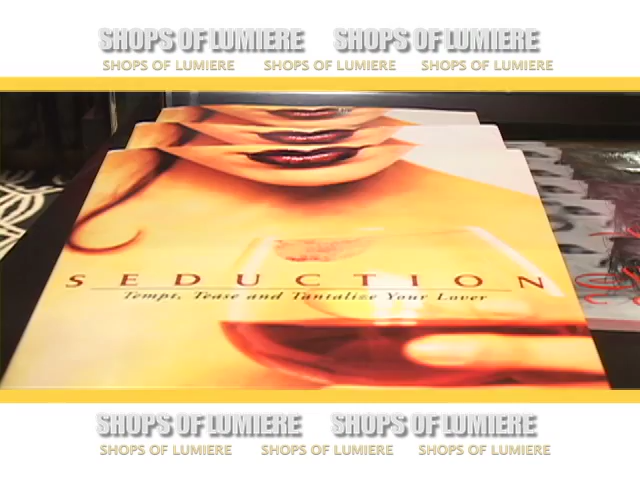 SHOPS OF LUMIERE SHOPS OF LUMIERE
SHOPS OF LUMIERE SHOPS OF LUMIERE SHOPS OF LUMIERE
SEDUCTION
Tempt, Tease and Tantalize Your Lover
SHOPS OF LUMIERE SHOPS OF LUMIERE
SHOPS OF LUMIERE SHOPS OF LUMIERE SHOPS OF LUMIERE